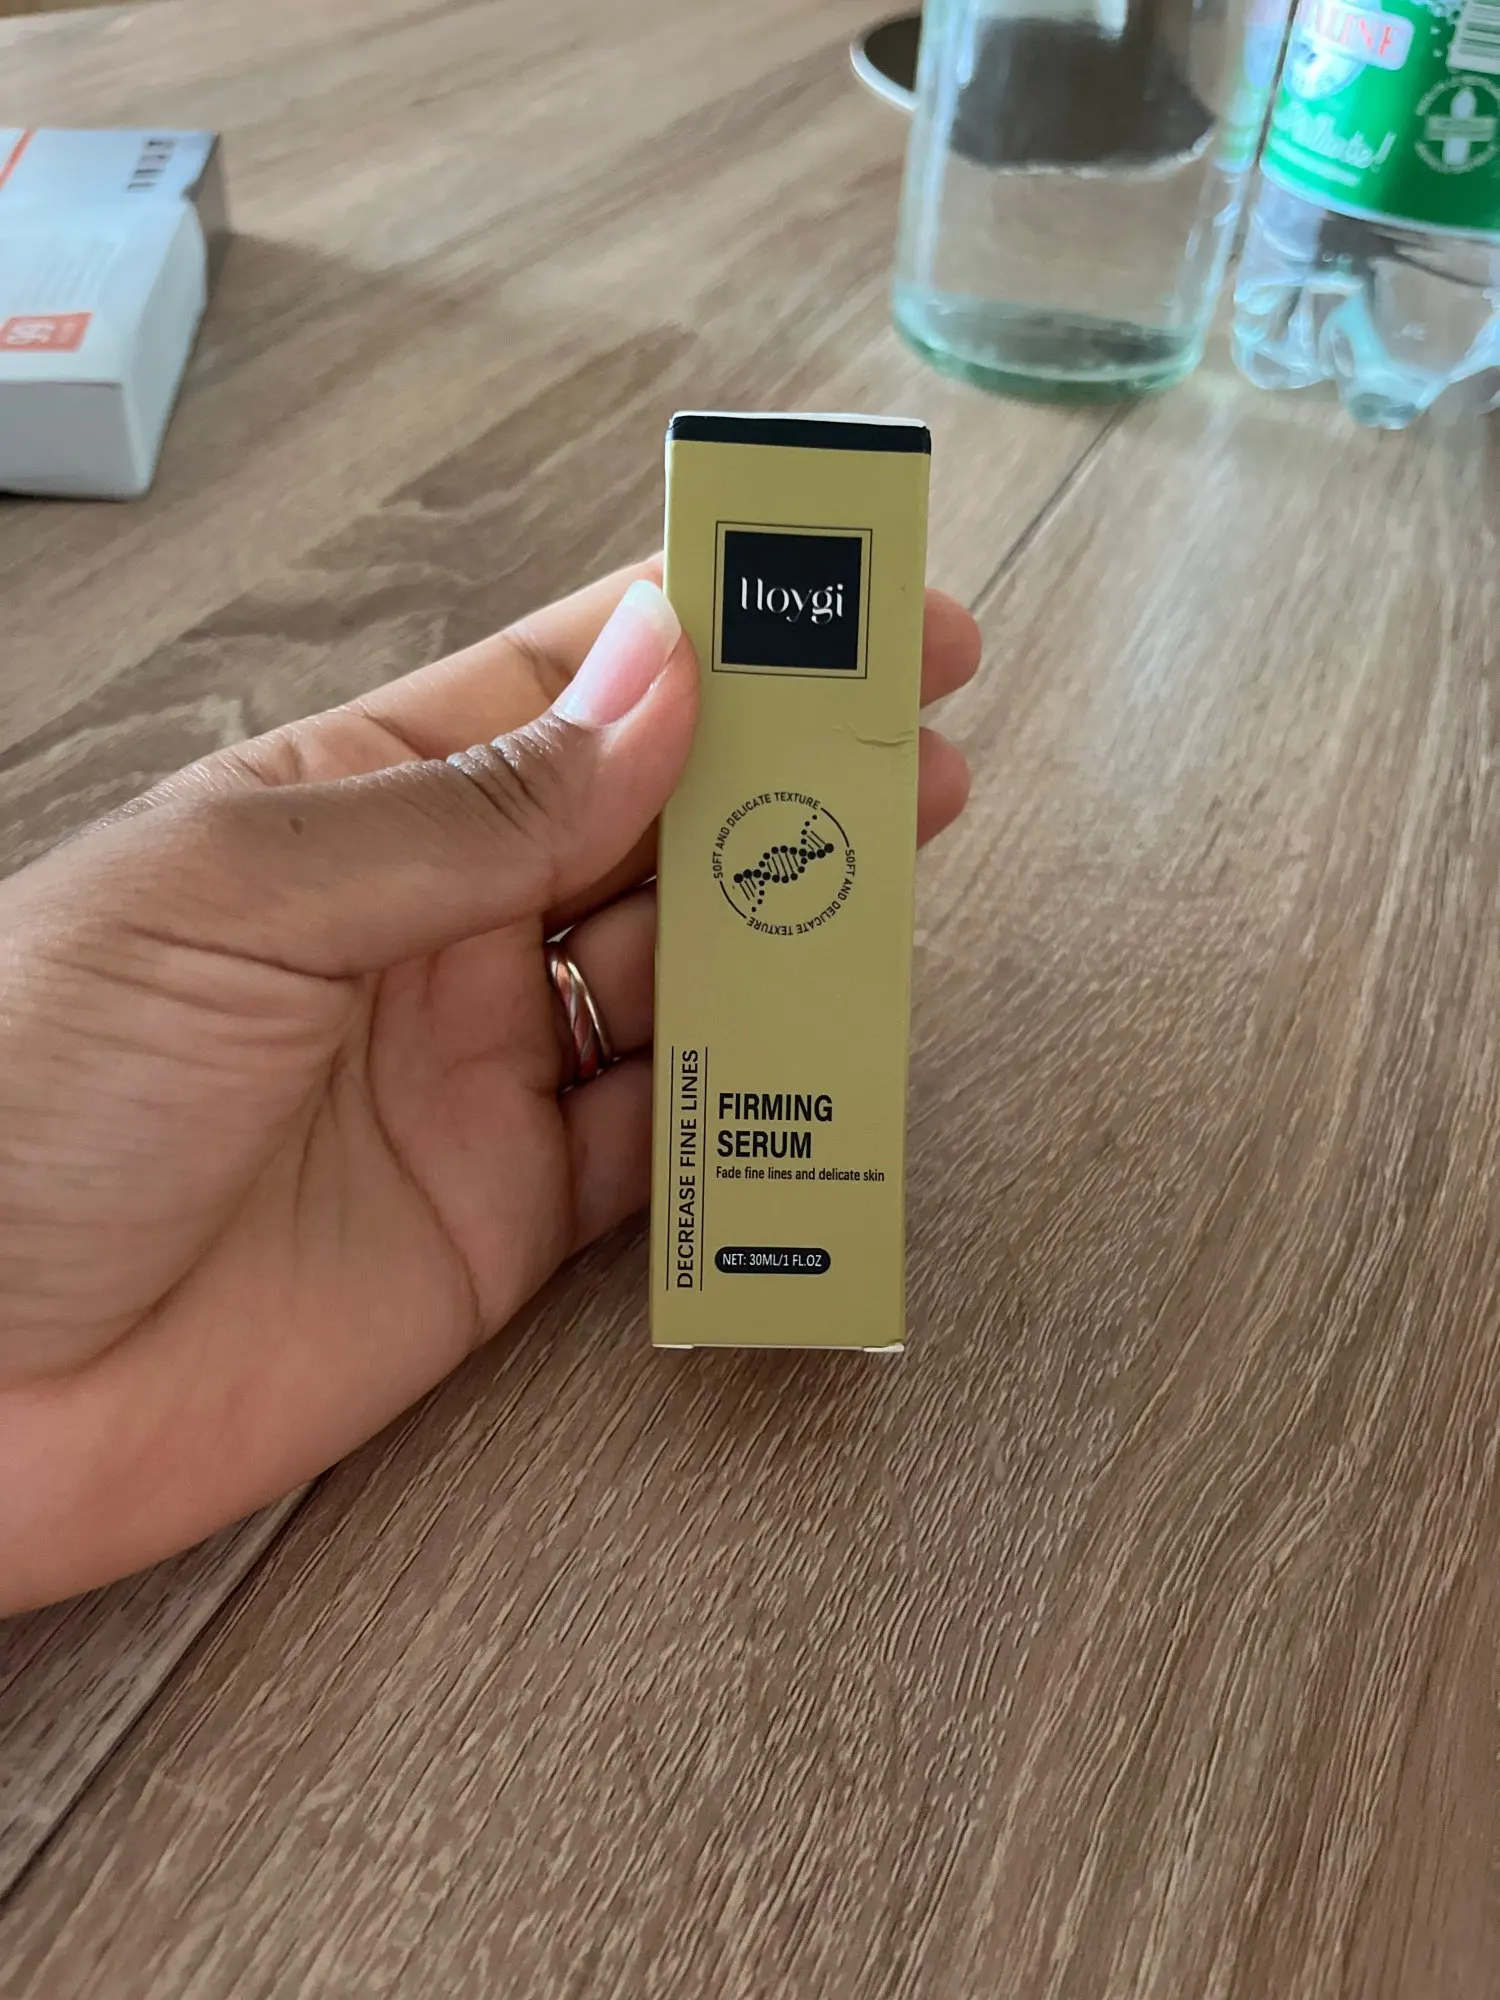 Hoygi
SOFT AND DELICATE TEXTURE
SOFT AND DELICATE TEXTURE
DECREASE FINE LINES
FIRMING
SERUM
Fade fine lines and delicate skin
NET: 30ML/1 FL.OZ